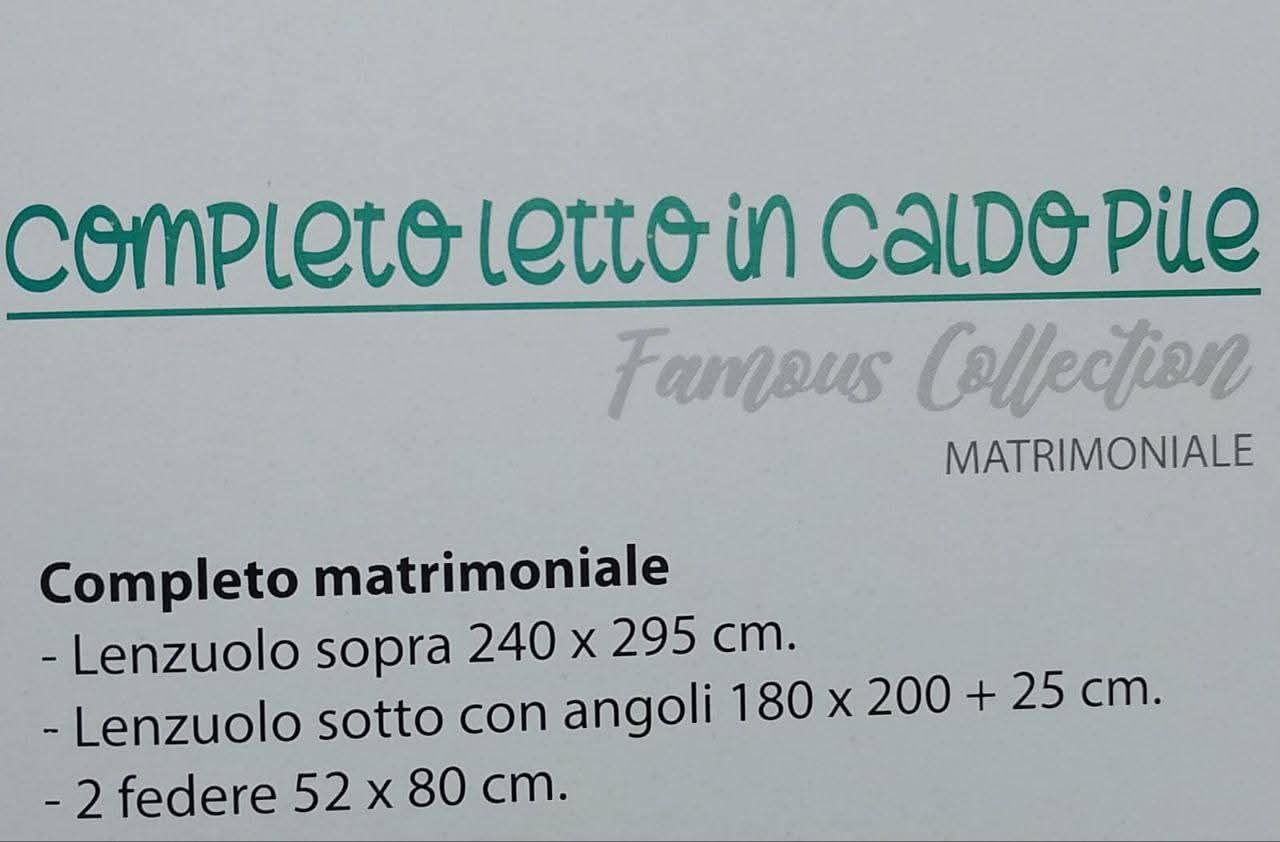 COMPLETO LETTO IN CALDO PILE
Famous Collection
MATRIMONIALE
Completo matrimoniale
- Lenzuolo sopra 240 x 295 cm.
- Lenzuolo sotto con angoli 180 x 200 + 25 cm.
- 2 federe 52 x 80 cm.